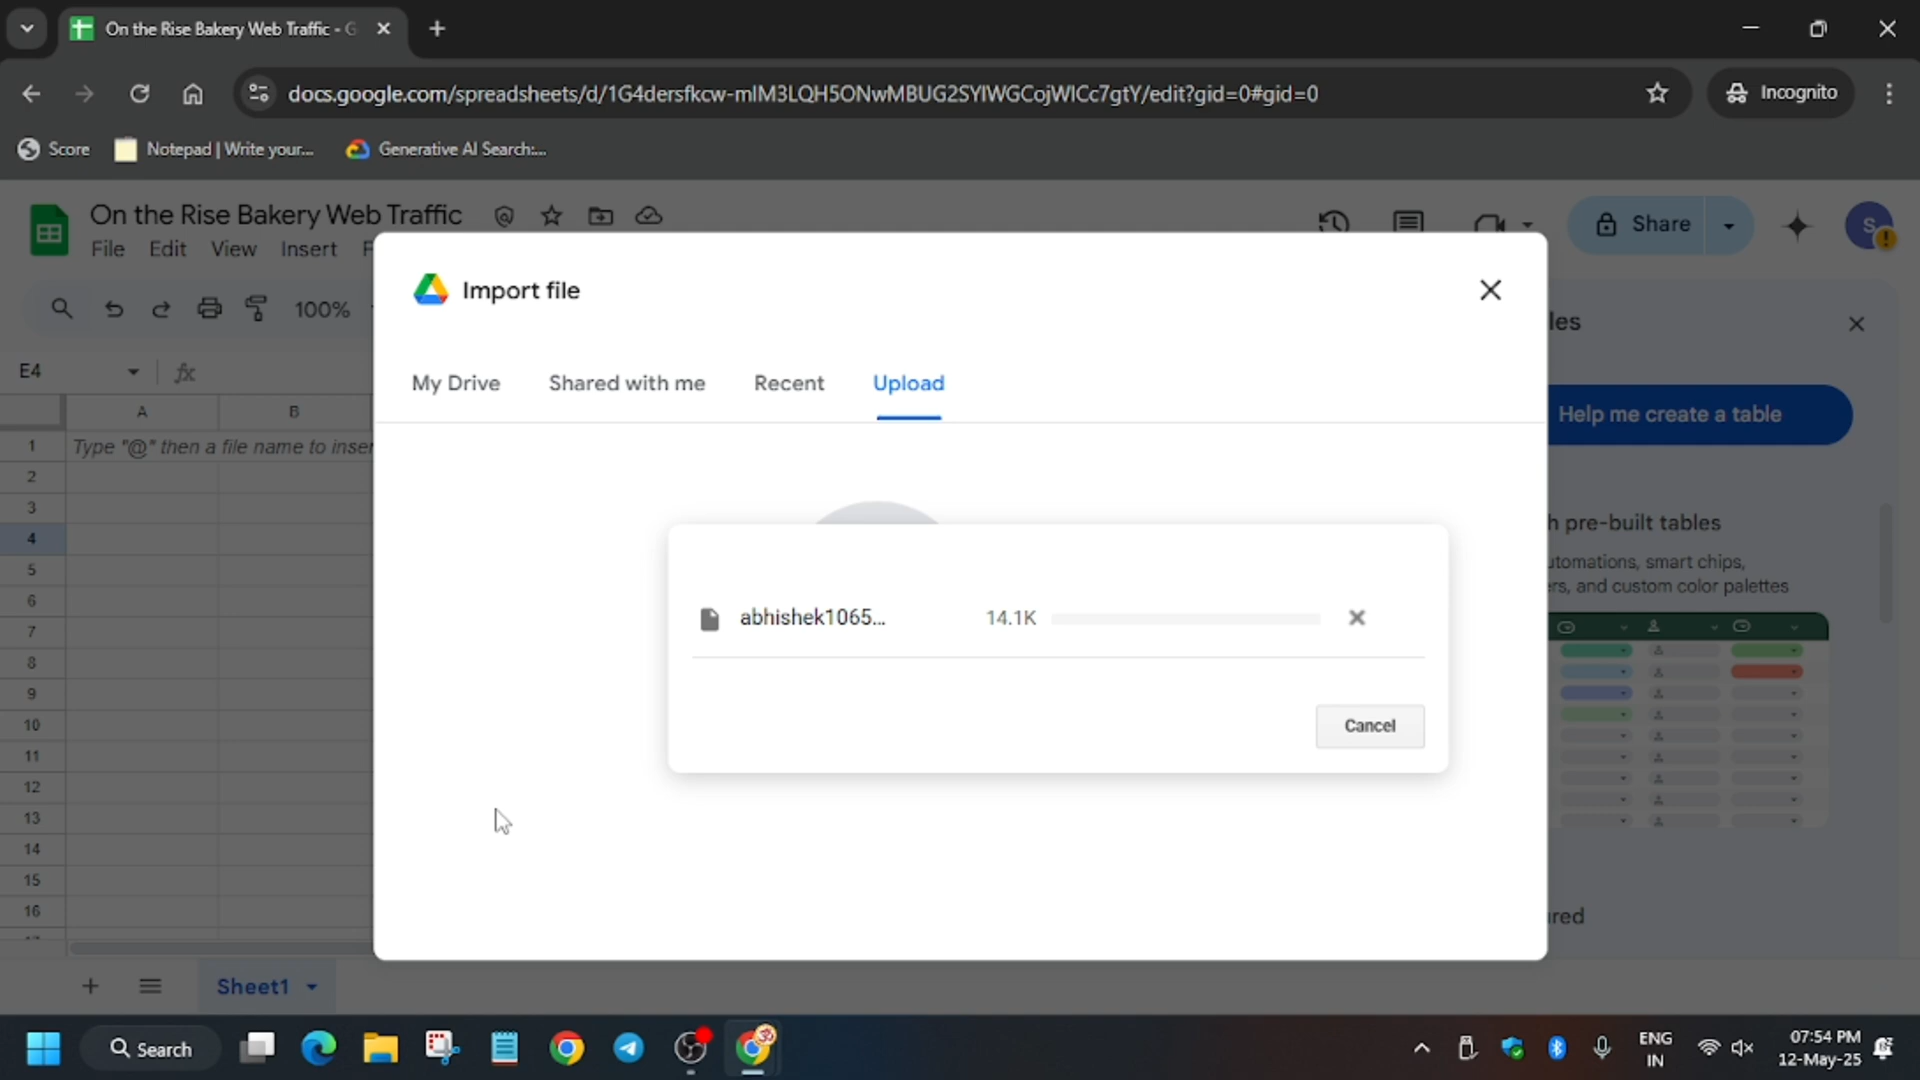 On the Rise Bakery Web Traffic - G
docs.google.com/spreadsheets/d/1G4dersfkcw-mlM3LQH5ONwMBUG2SYlWGCojWlCc7gtY/edit?gid=0#gid=0
Incognito
Score
Notepad | Write your...
Generative AI Search:...
On the Rise Bakery Web Traffic
Share
S
File Edit View Insert
100%
Import file
les
E4
fx
My Drive
Shared with me
Recent
Upload
Help me create a table
A B
1 Type "@" then a file name to inser
2
3
4
5
6
7
8
9
10
11
12
13
14
15
16
h pre-built tables
utomations, smart chips,
ers, and custom color palettes
abhishek1065...
14.1K
Cancel
ured
Sheet1
Search
ENG
IN
07:54 PM
12-May-25